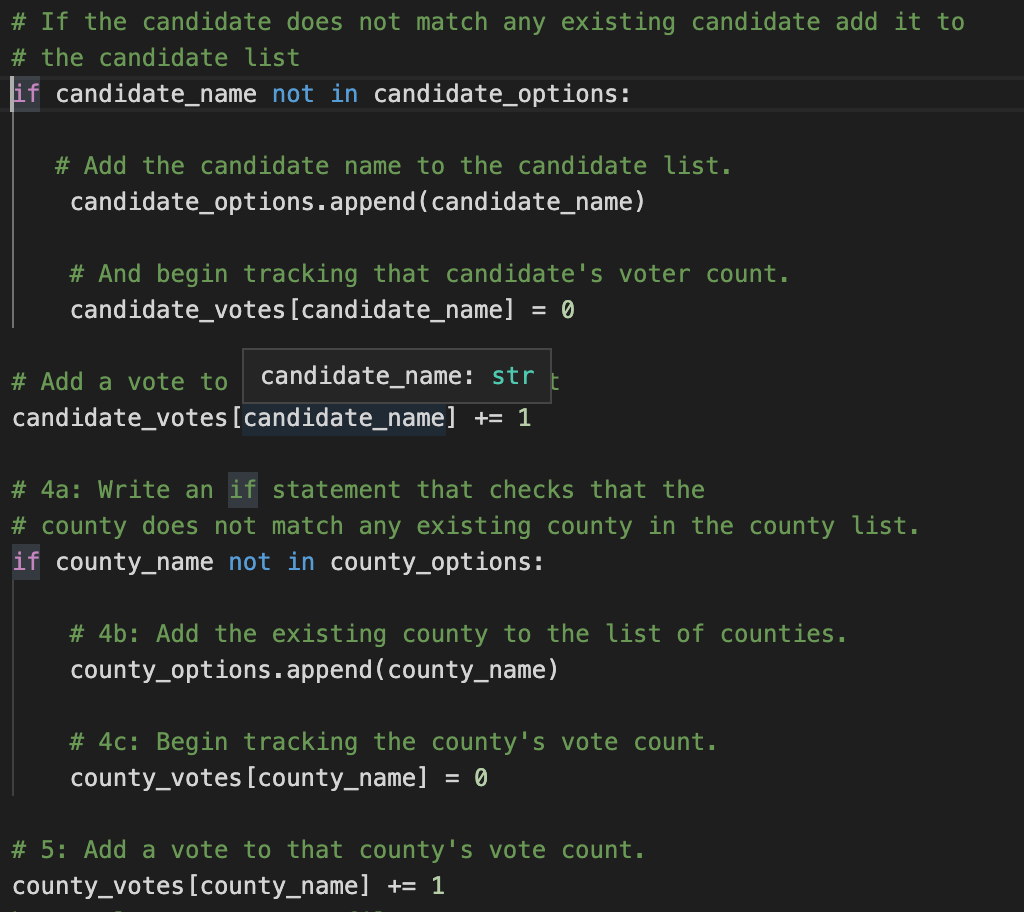 # If the candidate does not match any existing candidate add it to
# the candidate list
if candidate_name not in candidate_options:
# Add the candidate name to the candidate list.
candidate_options.append(candidate_name)
# And begin tracking that candidate's voter count.
candidate_votes[candidate_name] = 0
candidate_name: str
# Add a vote to
candidate_votes[candidate_name] += 1
# 4a: Write an if statement that checks that the
# county does not match any existing county in the county list.
if county_name not in county_options:
# 4b: Add the existing county to the list of counties.
county_options.append(county_name)
# 4c: Begin tracking the county's vote count.
county_votes[county_name] = 0
# 5: Add a vote to that county's vote count.
county_votes[county_name] += 1